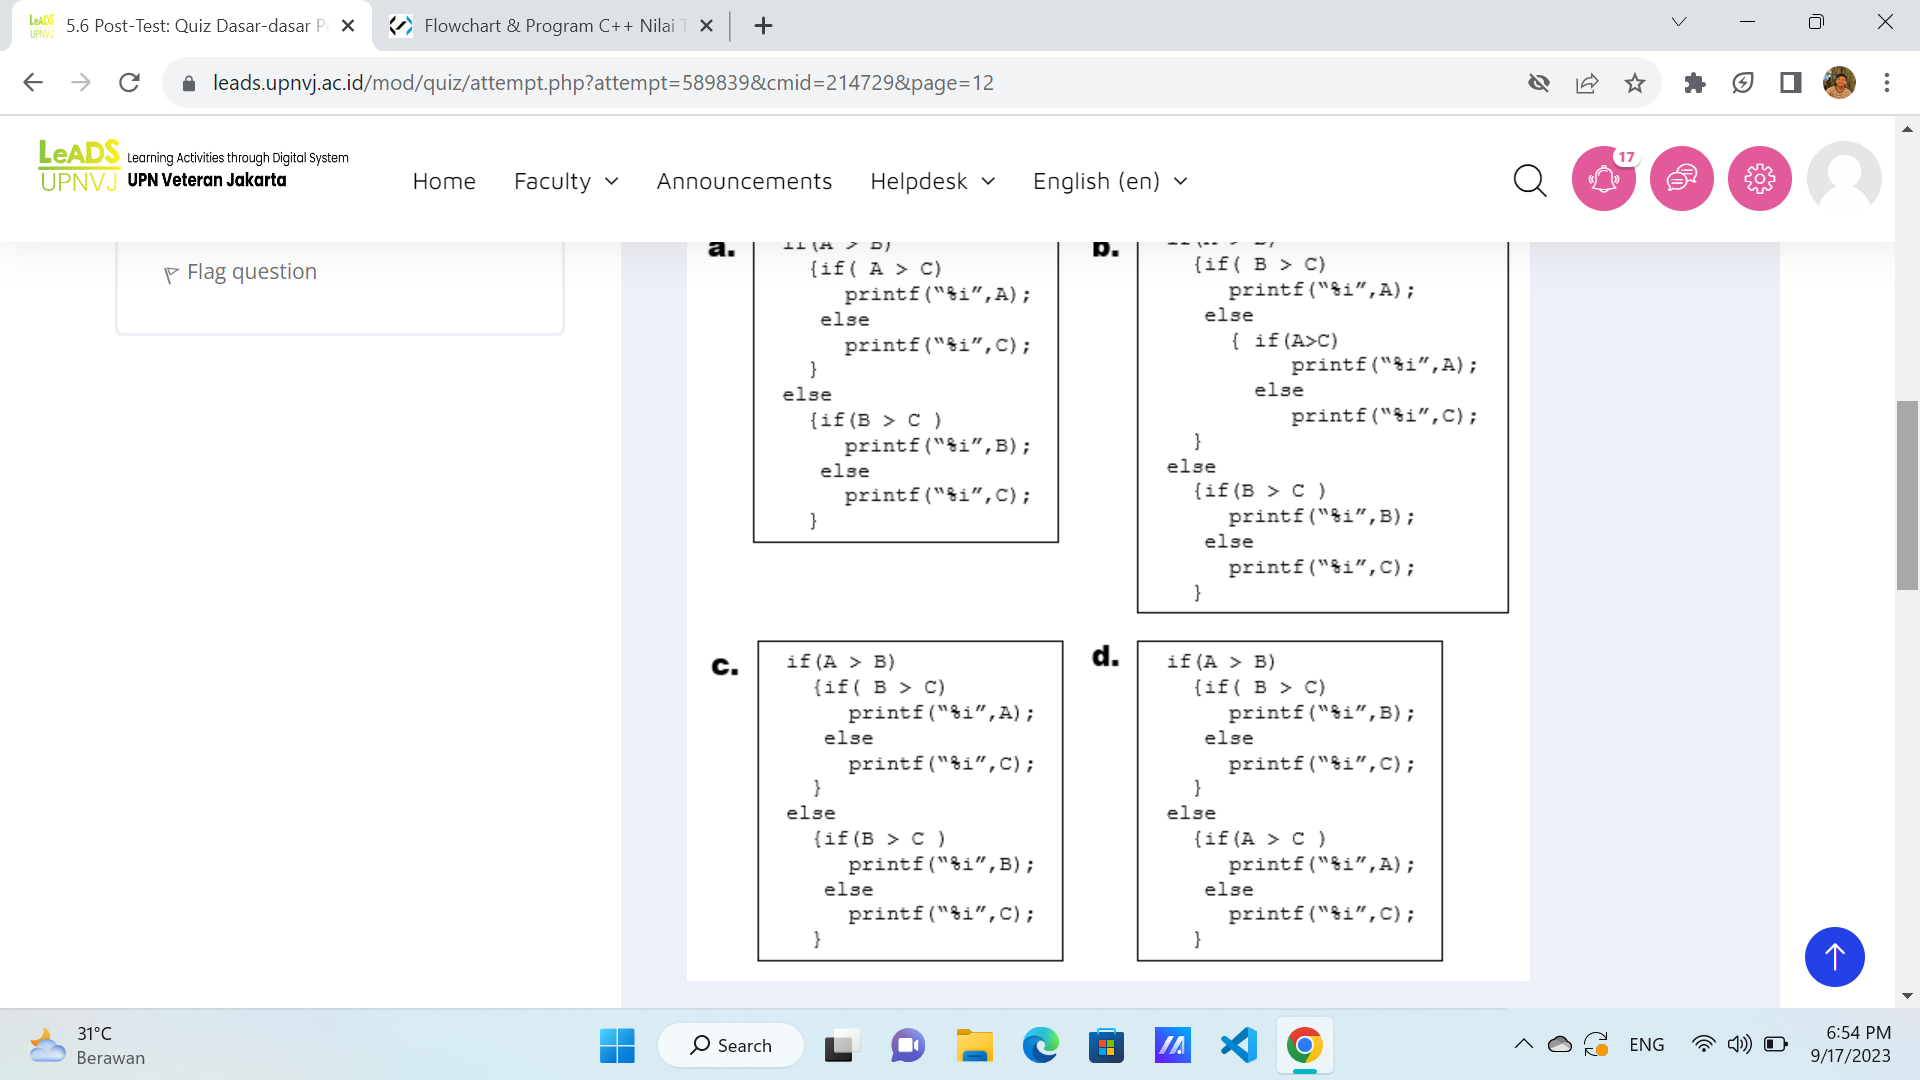 5.6 Post-Test: Quiz Dasar-dasar P
Flowchart & Program C++ Nilai T
leads.upnvj.ac.id/mod/quiz/attempt.php?attempt=589839&cmid=214729&page=12
LeADS
UPNVJ
Learning Activities through Digital System
UPN Veteran Jakarta
Home
Faculty
Announcements
Helpdesk
English (en)
17
Flag question
a.
if(A > B)
{if( A > C)
printf("%i",A);
else
printf("%i",C);
}
else
{if(B > C )
printf("%i",B);
else
printf("%i",C);
}
b.
{if( B > C)
printf("%i",A);
else
{ if(A>C)
printf("%i",A);
else
printf("%i",C);
}
else
{if(B > C )
printf("%i",B);
else
printf("%i",C);
}
c.
if(A > B)
{if( B > C)
printf("%i",A);
else
printf("%i",C);
}
else
{if(B > C )
printf("%i",B);
else
printf("%i",C);
}
d.
if(A > B)
{if( B > C)
printf("%i",B);
else
printf("%i",C);
}
else
{if(A > C )
printf("%i",A);
else
printf("%i",C);
}
31°C
Berawan
Search
ENG
6:54 PM
9/17/2023